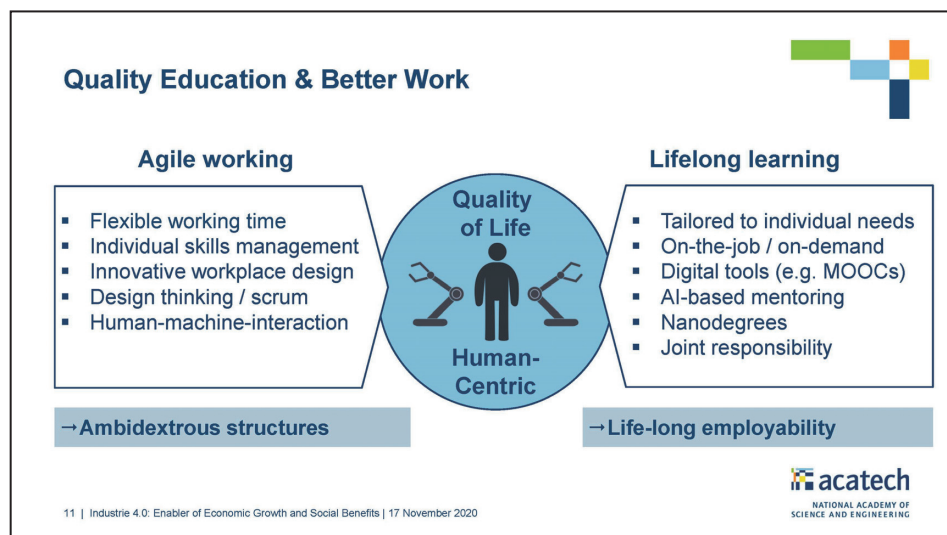 Quality Education & Better Work
Agile working
▪ Flexible working time
▪ Individual skills management
▪ Innovative workplace design
▪ Design thinking / scrum
▪ Human-machine-interaction
→Ambidextrous structures
Quality
of Life
Human-
Centric
Lifelong learning
▪ Tailored to individual needs
▪ On-the-job / on-demand
▪ Digital tools (e.g. MOOCs)
▪ AI-based mentoring
▪ Nanodegrees
▪ Joint responsibility
→Life-long employability
acatech
NATIONAL ACADEMY OF
SCIENCE AND ENGINEERING
11 | Industrie 4.0: Enabler of Economic Growth and Social Benefits | 17 November 2020